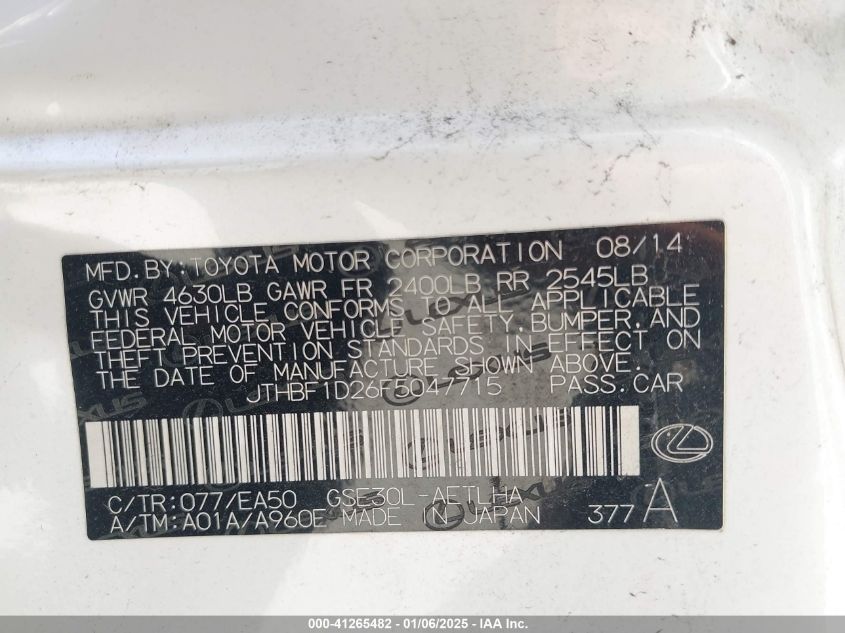 MFD. BY: TOYOTA MOTOR CORPORATION 08/14
GVWR 4630LB GAWR FR 2400LB RR 2545LB
THIS VEHICLE CONFORMS TO ALL APPLICABLE
FEDERAL MOTOR VEHICLE SAFETY, BUMPER, AND
THEFT PREVENTION STANDARDS IN EFFECT ON
THE DATE OF MANUFACTURE SHOWN ABOVE.
JTHBF1D26F5047715 PASS. CAR
C/TR: 077/EA50 GSE30L-AETLHA
A/TM: A01A/A960E MADE IN JAPAN 377 A
LEXUS
000-41265482 - 01/06/2025 - © IAA, Inc.